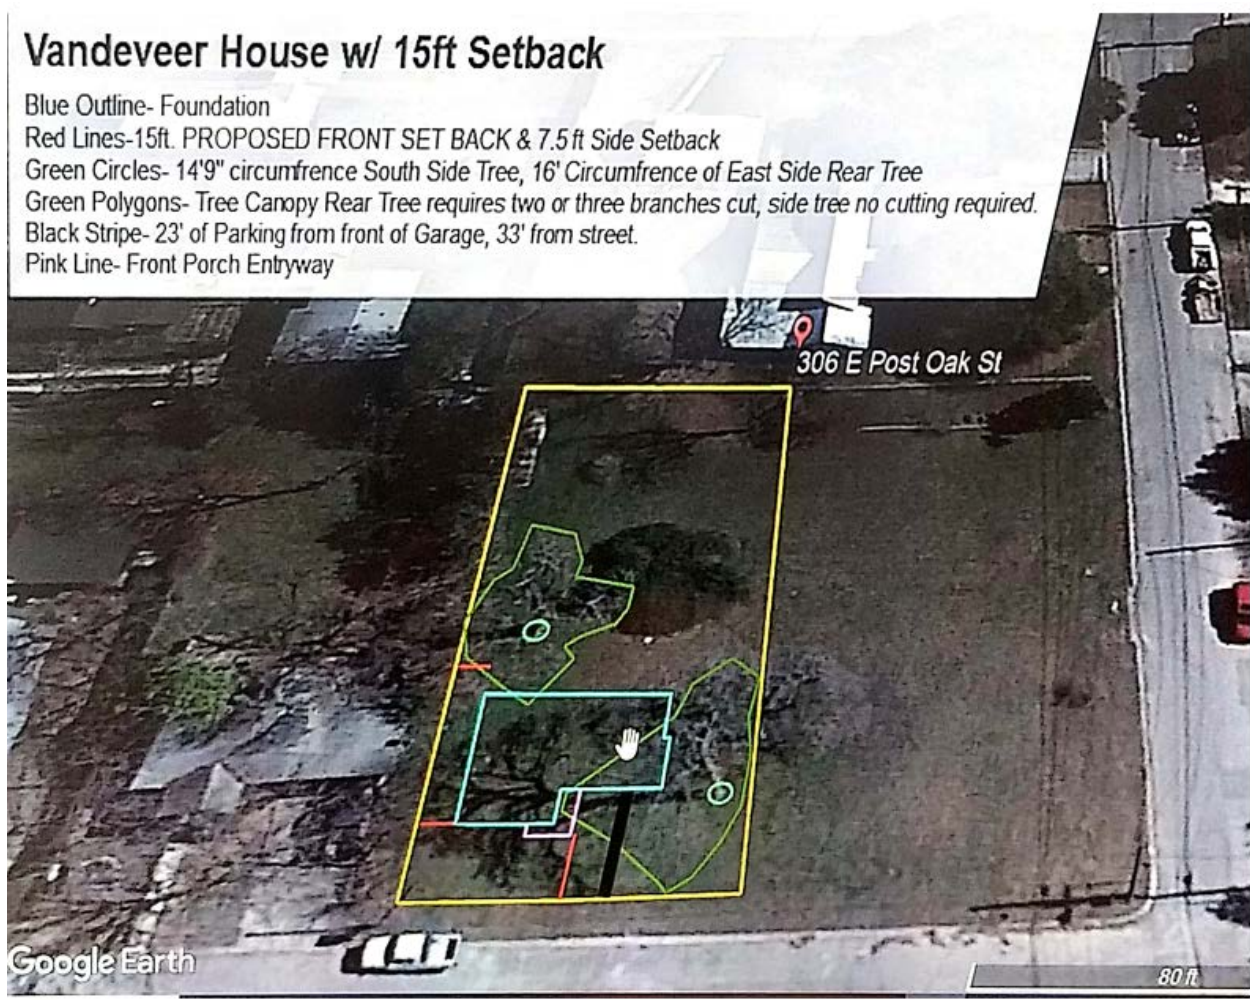 Vandeveer House w/ 15ft Setback
Blue Outline- Foundation
Red Lines-15ft. PROPOSED FRONT SET BACK & 7.5 ft Side Setback
Green Circles- 14'9" circumfrence South Side Tree, 16' Circumfrence of East Side Rear Tree
Green Polygons- Tree Canopy Rear Tree requires two or three branches cut, side tree no cutting required.
Black Stripe- 23' of Parking from front of Garage, 33' from street.
Pink Line- Front Porch Entryway
306 E Post Oak St
Google Earth
80 ft